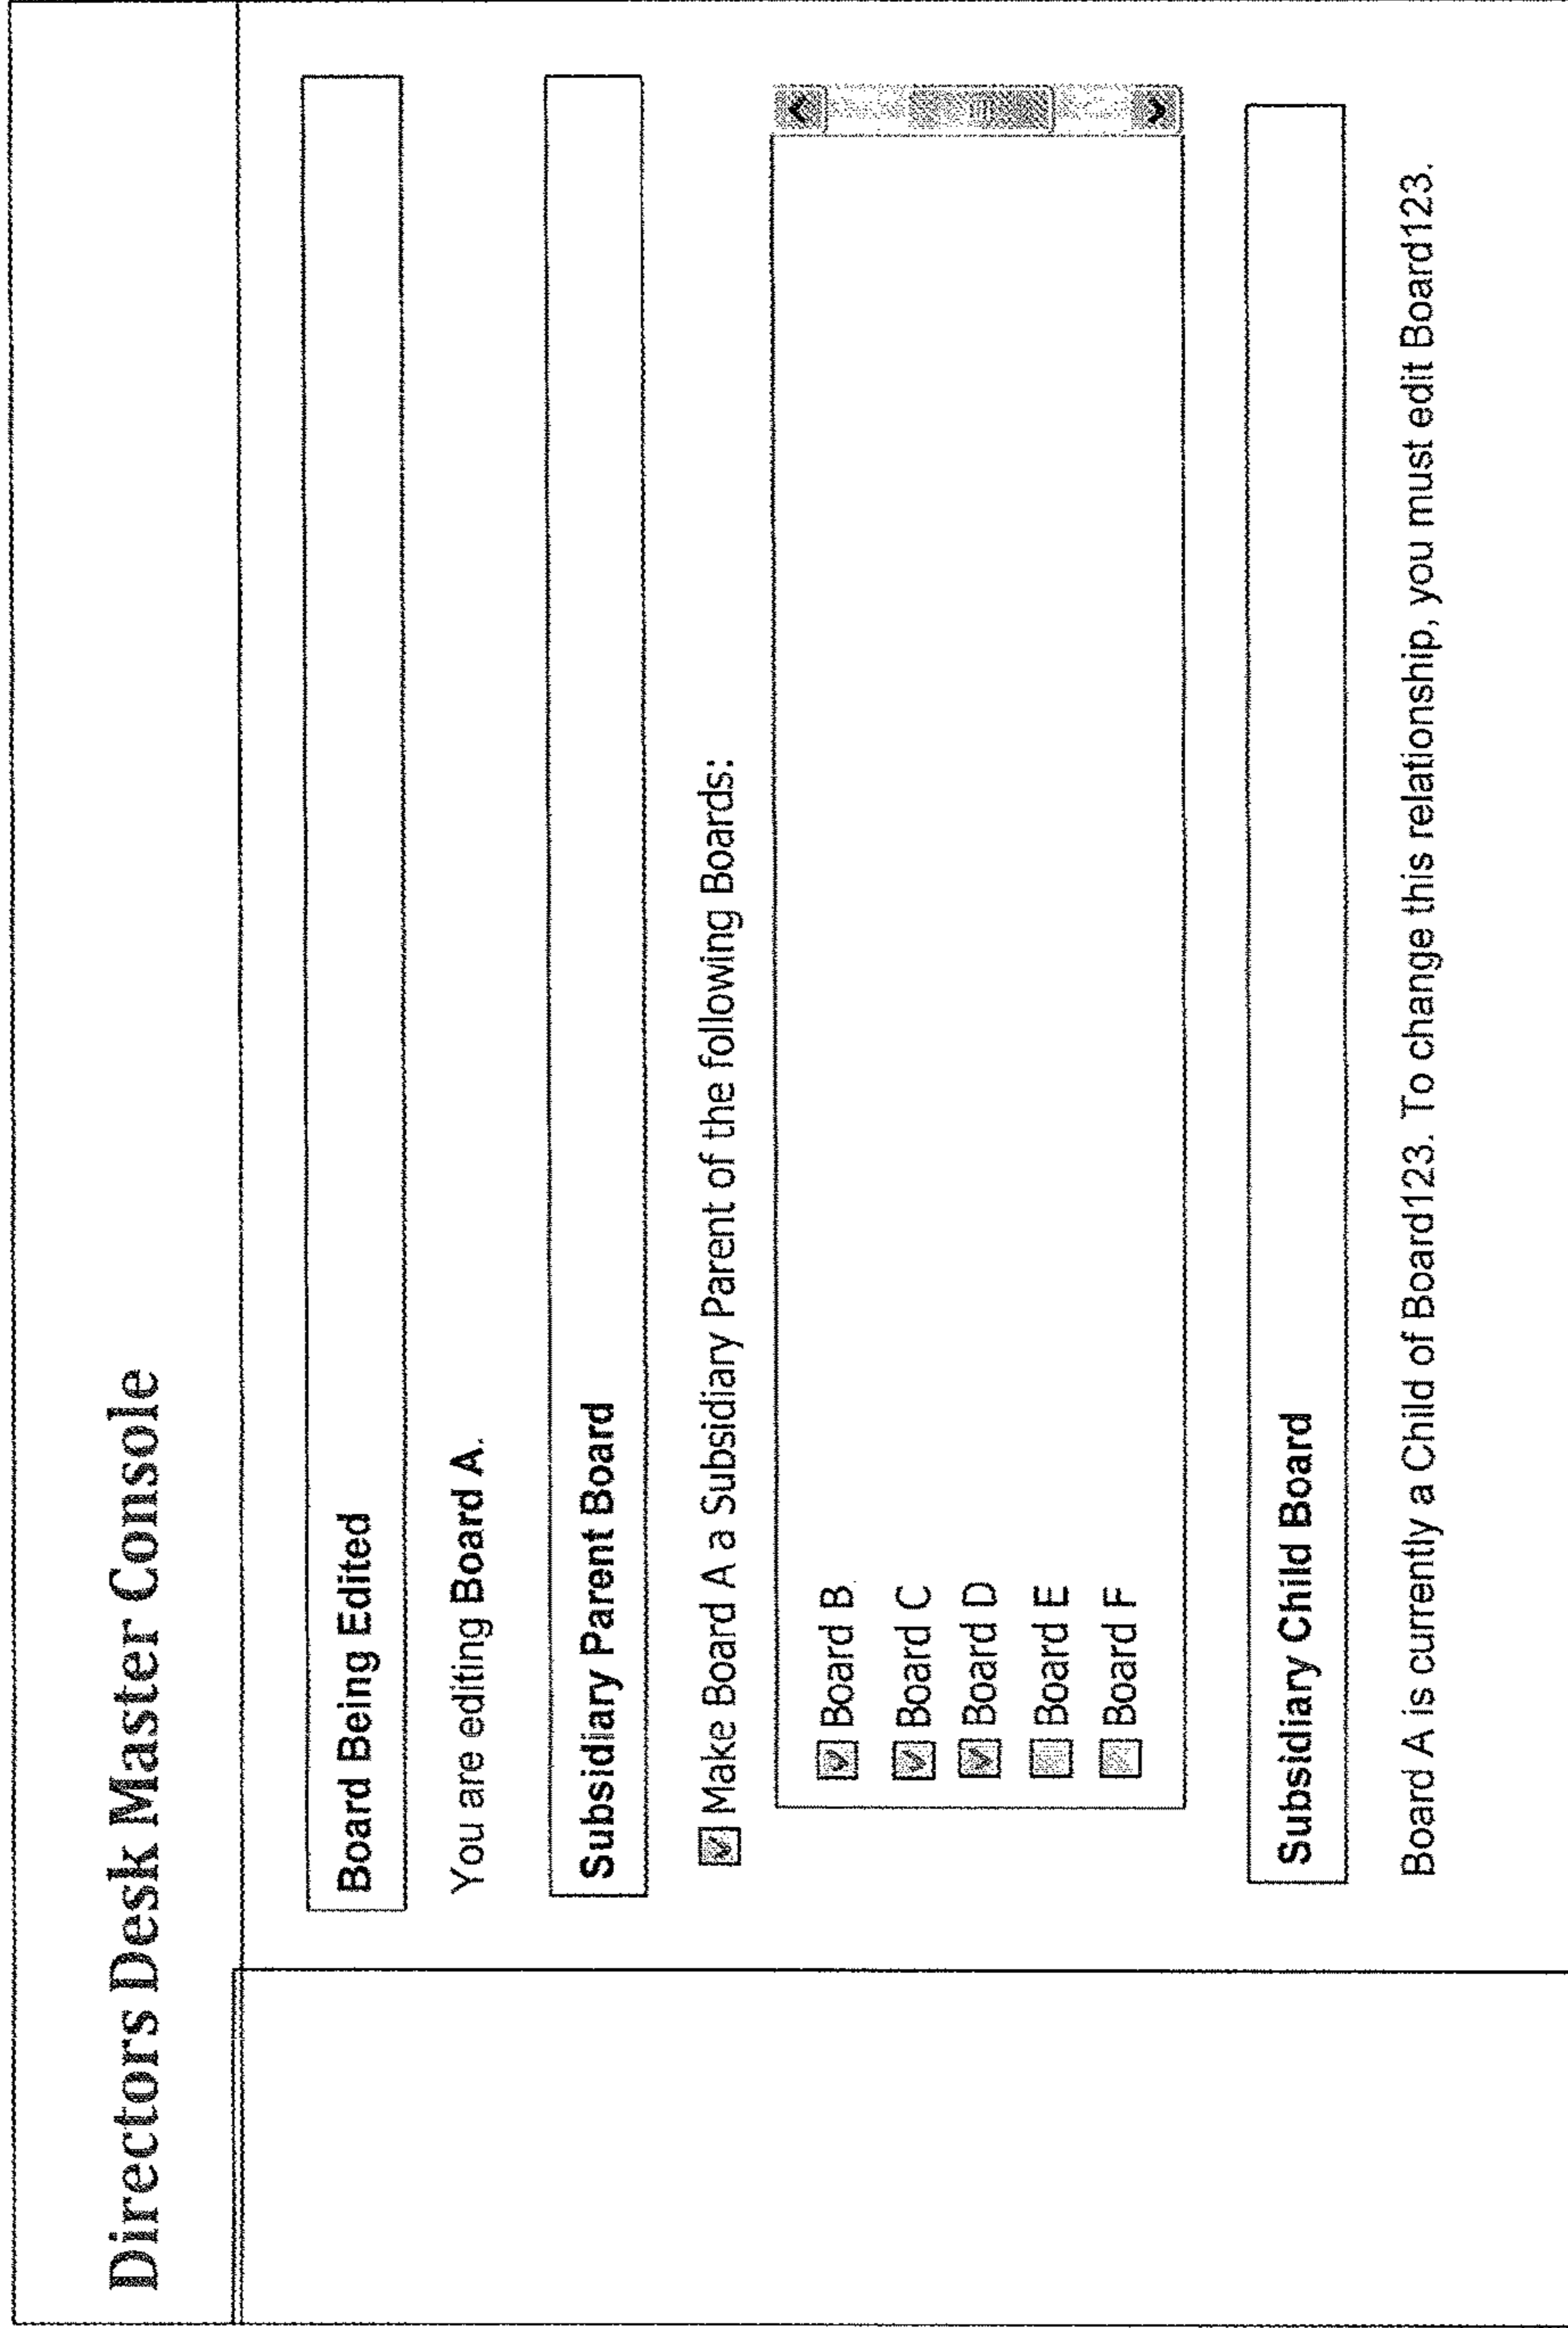 Directors Desk Master Console
Board Being Edited
You are editing Board A.
Subsidiary Parent Board
Make Board A a Subsidiary Parent of the following Boards:
Board B
Board C
Board D
Board E
Board F
Subsidiary Child Board
Board A is currently a Child of Board123. To change this relationship, you must edit Board123.